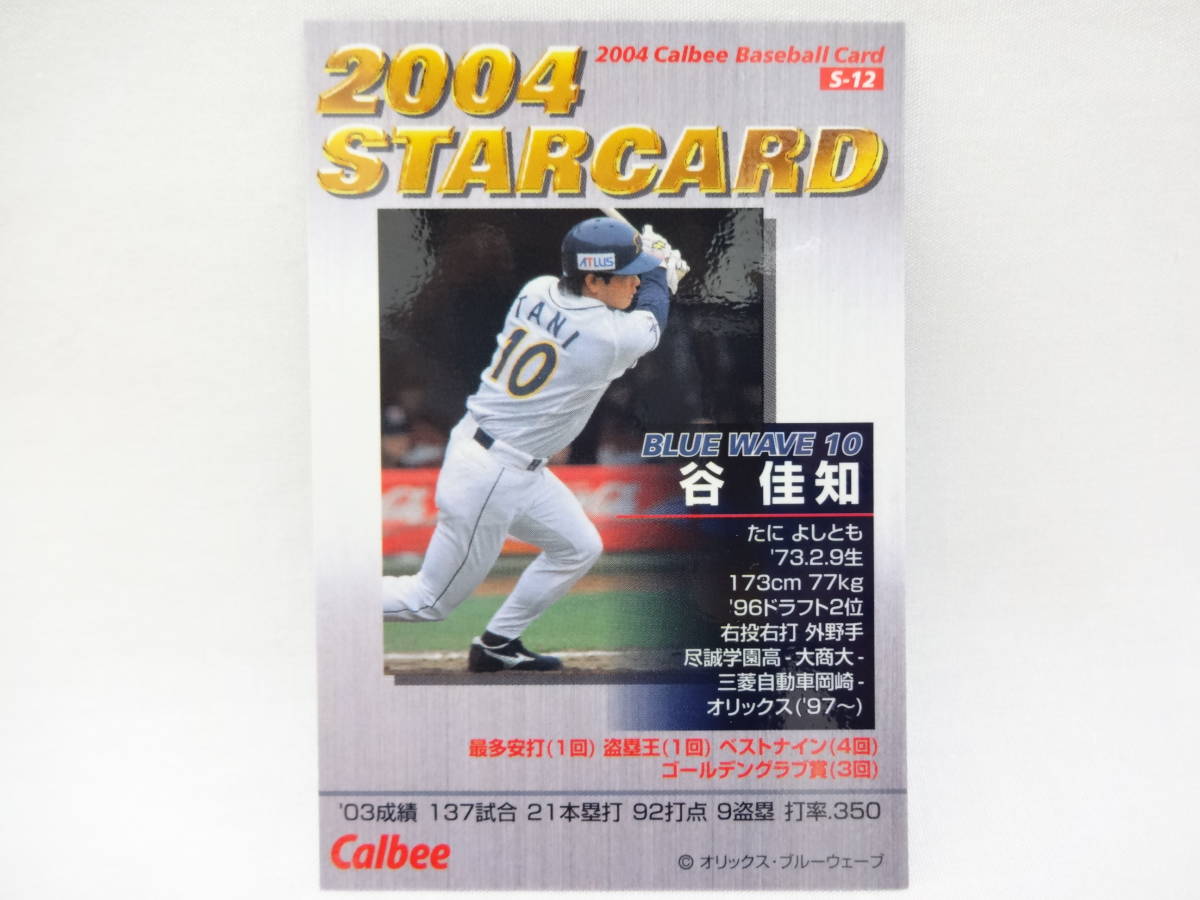 2004
2004 Calbee Baseball Card
S-12
STARCARD
ATLUS
TANI
10
BLUE WAVE 10
谷 佳知
たに よしとも
'73.2.9生
173cm 77kg
'96ドラフト2位
右投右打 外野手
尽誠学園高-大商大-
三菱自動車岡崎-
オリックス('97〜)
最多安打(1回) 盗塁王(1回) ベストナイン(4回)
ゴールデングラブ賞(3回)
'03成績 137試合 21本塁打 92打点 9盗塁 打率.350
Calbee
© オリックス・ブルーウェーブ